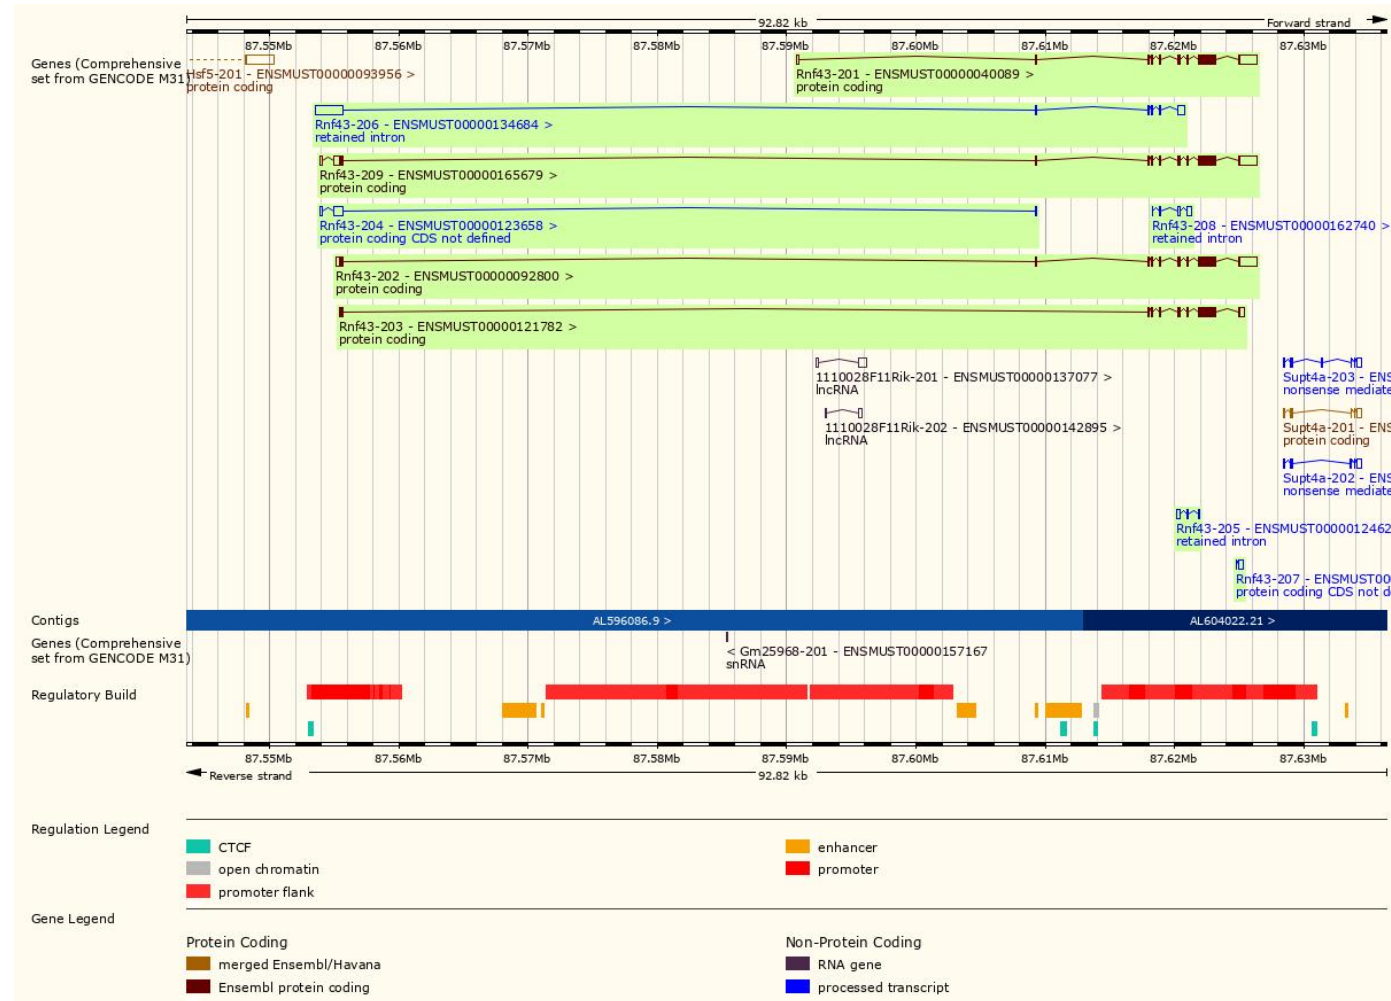 92.82 kb
Forward strand
87.55Mb 87.56Mb 87.57Mb 87.58Mb 87.59Mb 87.60Mb 87.61Mb 87.62Mb 87.63Mb
Genes (Comprehensive
set from GENCODE M31)
Hsf5-201 - ENSMUST00000093956 >
protein coding
Rnf43-201 - ENSMUST00000040089 >
protein coding
Rnf43-206 - ENSMUST00000134684 >
retained intron
Rnf43-209 - ENSMUST00000165679 >
protein coding
Rnf43-204 - ENSMUST00000123658 >
protein coding CDS not defined
Rnf43-208 - ENSMUST00000162740 >
retained intron
Rnf43-202 - ENSMUST00000092800 >
protein coding
Rnf43-203 - ENSMUST00000121782 >
protein coding
1110028F11Rik-201 - ENSMUST00000137077 >
lncRNA
Supt4a-203 - ENS
nonsense mediate
1110028F11Rik-202 - ENSMUST00000142895 >
lncRNA
Supt4a-201 - ENS
protein coding
Supt4a-202 - ENS
nonsense mediate
Rnf43-205 - ENSMUST0000012462
retained intron
Rnf43-207 - ENSMUST00
protein coding CDS not d
Contigs
AL596086.9 >
AL604022.21 >
Genes (Comprehensive
set from GENCODE M31)
< Gm25968-201 - ENSMUST00000157167
snRNA
Regulatory Build
87.55Mb 87.56Mb 87.57Mb 87.58Mb 87.59Mb 87.60Mb 87.61Mb 87.62Mb 87.63Mb
Reverse strand
92.82 kb
Regulation Legend
CTCF
enhancer
open chromatin
promoter
promoter flank
Gene Legend
Protein Coding
Non-Protein Coding
merged Ensembl/Havana
RNA gene
Ensembl protein coding
processed transcript